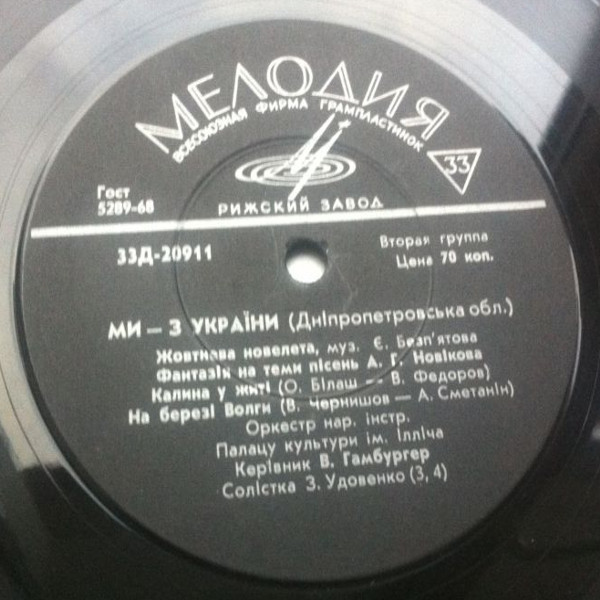 МЕЛОДИЯ
ВСЕСОЮЗНАЯ ФИРМА ГРАМПЛАСТИНОК
33
Гост
5289-68
РИЖСКИЙ ЗАВОД
33Д-20911
Вторая группа
Цена 70 коп.
МИ — З УКРАЇНИ (Дніпропетровська обл.)
Жовтнева новелета, муз. Є. Безп'ятова
Фантазія на теми пісень А. Г. Новікова
Калина у житі (О. Білаш — В. Федоров)
На березі Волги (В. Чернишов — А. Сметанін)
Оркестр нар. інстр.
Палацу культури ім. Ілліча
Керівник В. Гамбургер
Солістка З. Удовенко (3, 4)